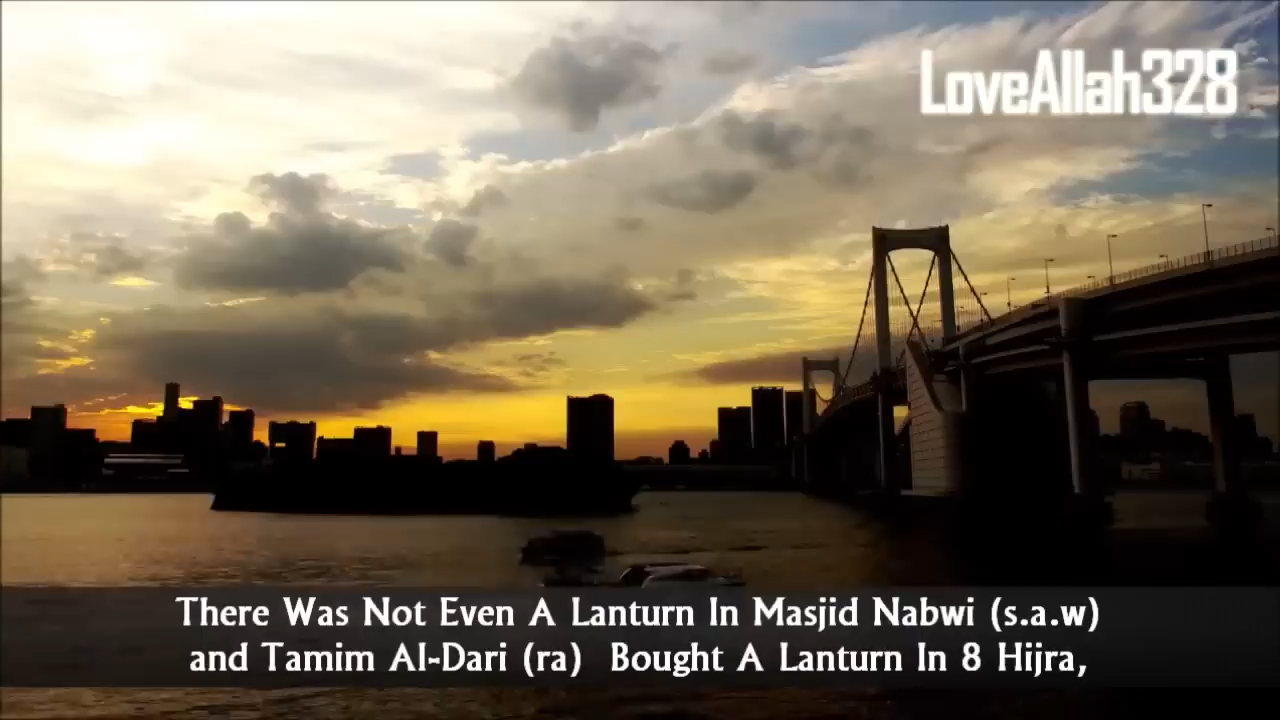 LoveAllah328
There Was Not Even A Lanturn In Masjid Nabwi (s.a.w)
and Tamim Al-Dari (ra) Bought A Lanturn In 8 Hijra,